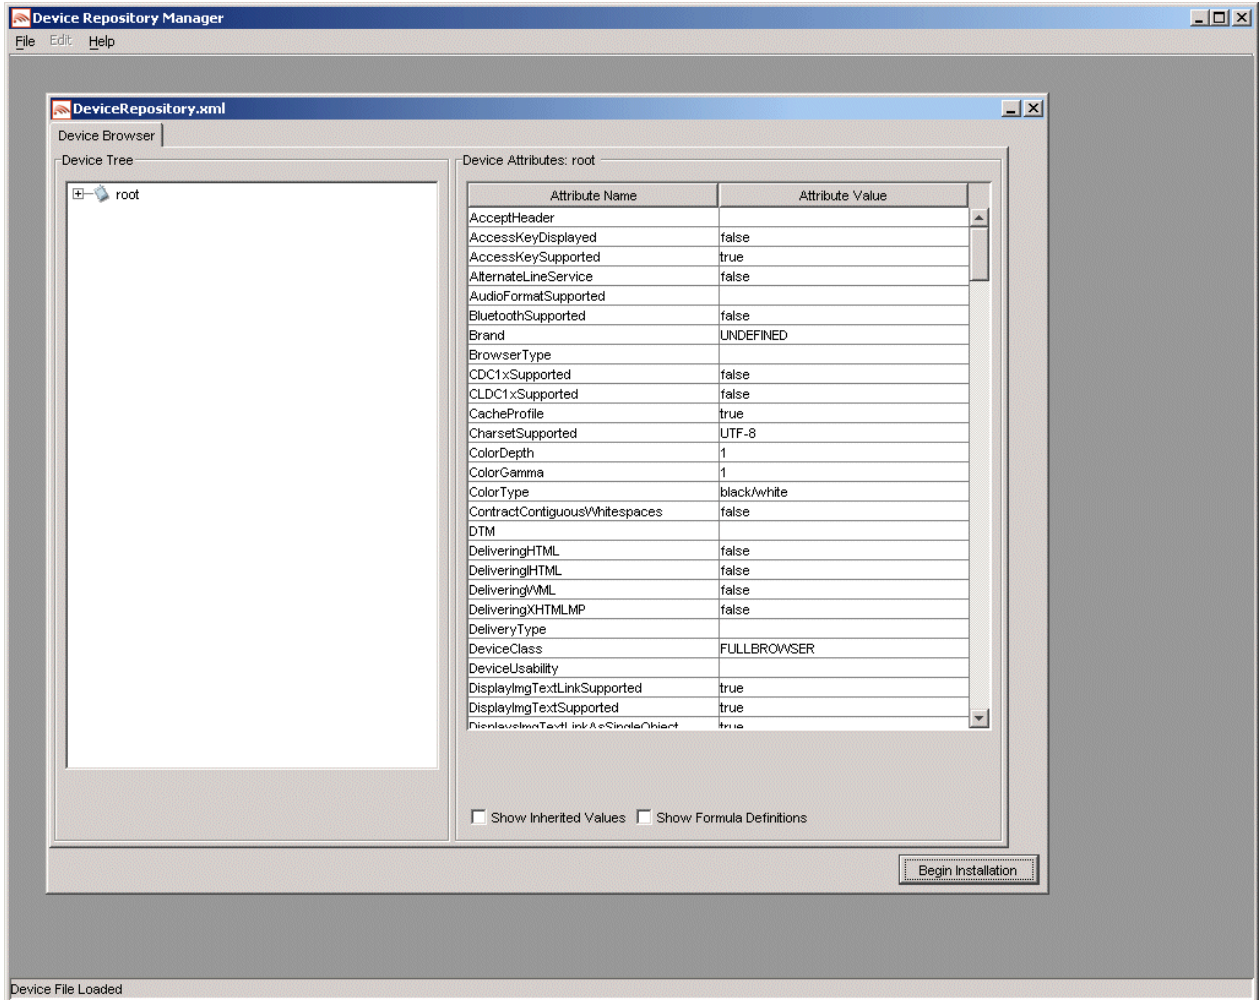 Device Repository Manager
File Edit Help
DeviceRepository.xml
Device Browser
Device Tree
root
Device Attributes: root
Attribute Name Attribute Value
AcceptHeader
AccessKeyDisplayed false
AccessKeySupported true
AlternateLineService false
AudioFormatSupported
BluetoothSupported false
Brand UNDEFINED
BrowserType
CDC1xSupported false
CLDC1xSupported false
CacheProfile true
CharsetSupported UTF-8
ColorDepth 1
ColorGamma 1
ColorType black/white
ContractContiguousWhitespaces false
DTM
DeliveringHTML false
DeliveringIHTML false
DeliveringWML false
DeliveringXHTMLMP false
DeliveryType
DeviceClass FULLBROWSER
DeviceUsability
DisplayImgTextLinkSupported true
DisplayImgTextSupported true
DisplaysImgTextLinkAsSingleObject true
Show Inherited Values Show Formula Definitions
Begin Installation
Device File Loaded